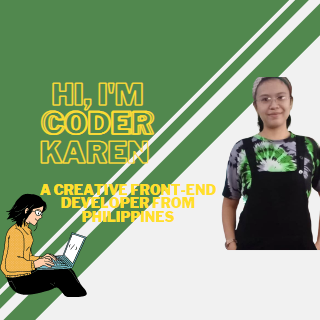 HI, I'M
CODER
KAREN
A CREATIVE FRONT-END
DEVELOPER FROM
PHILIPPINES